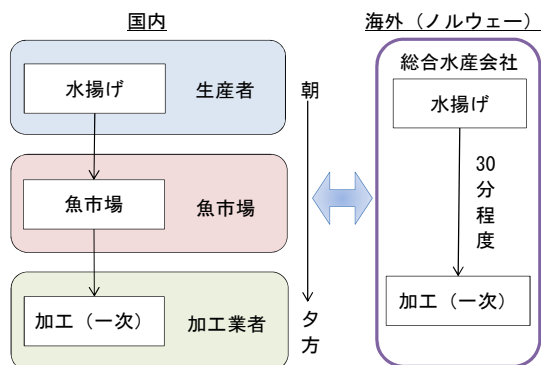 国内
水揚げ
生産者
魚市場
魚市場
加工（一次）
加工業者
朝
夕方
海外（ノルウェー）
総合水産会社
水揚げ
30分程度
加工（一次）